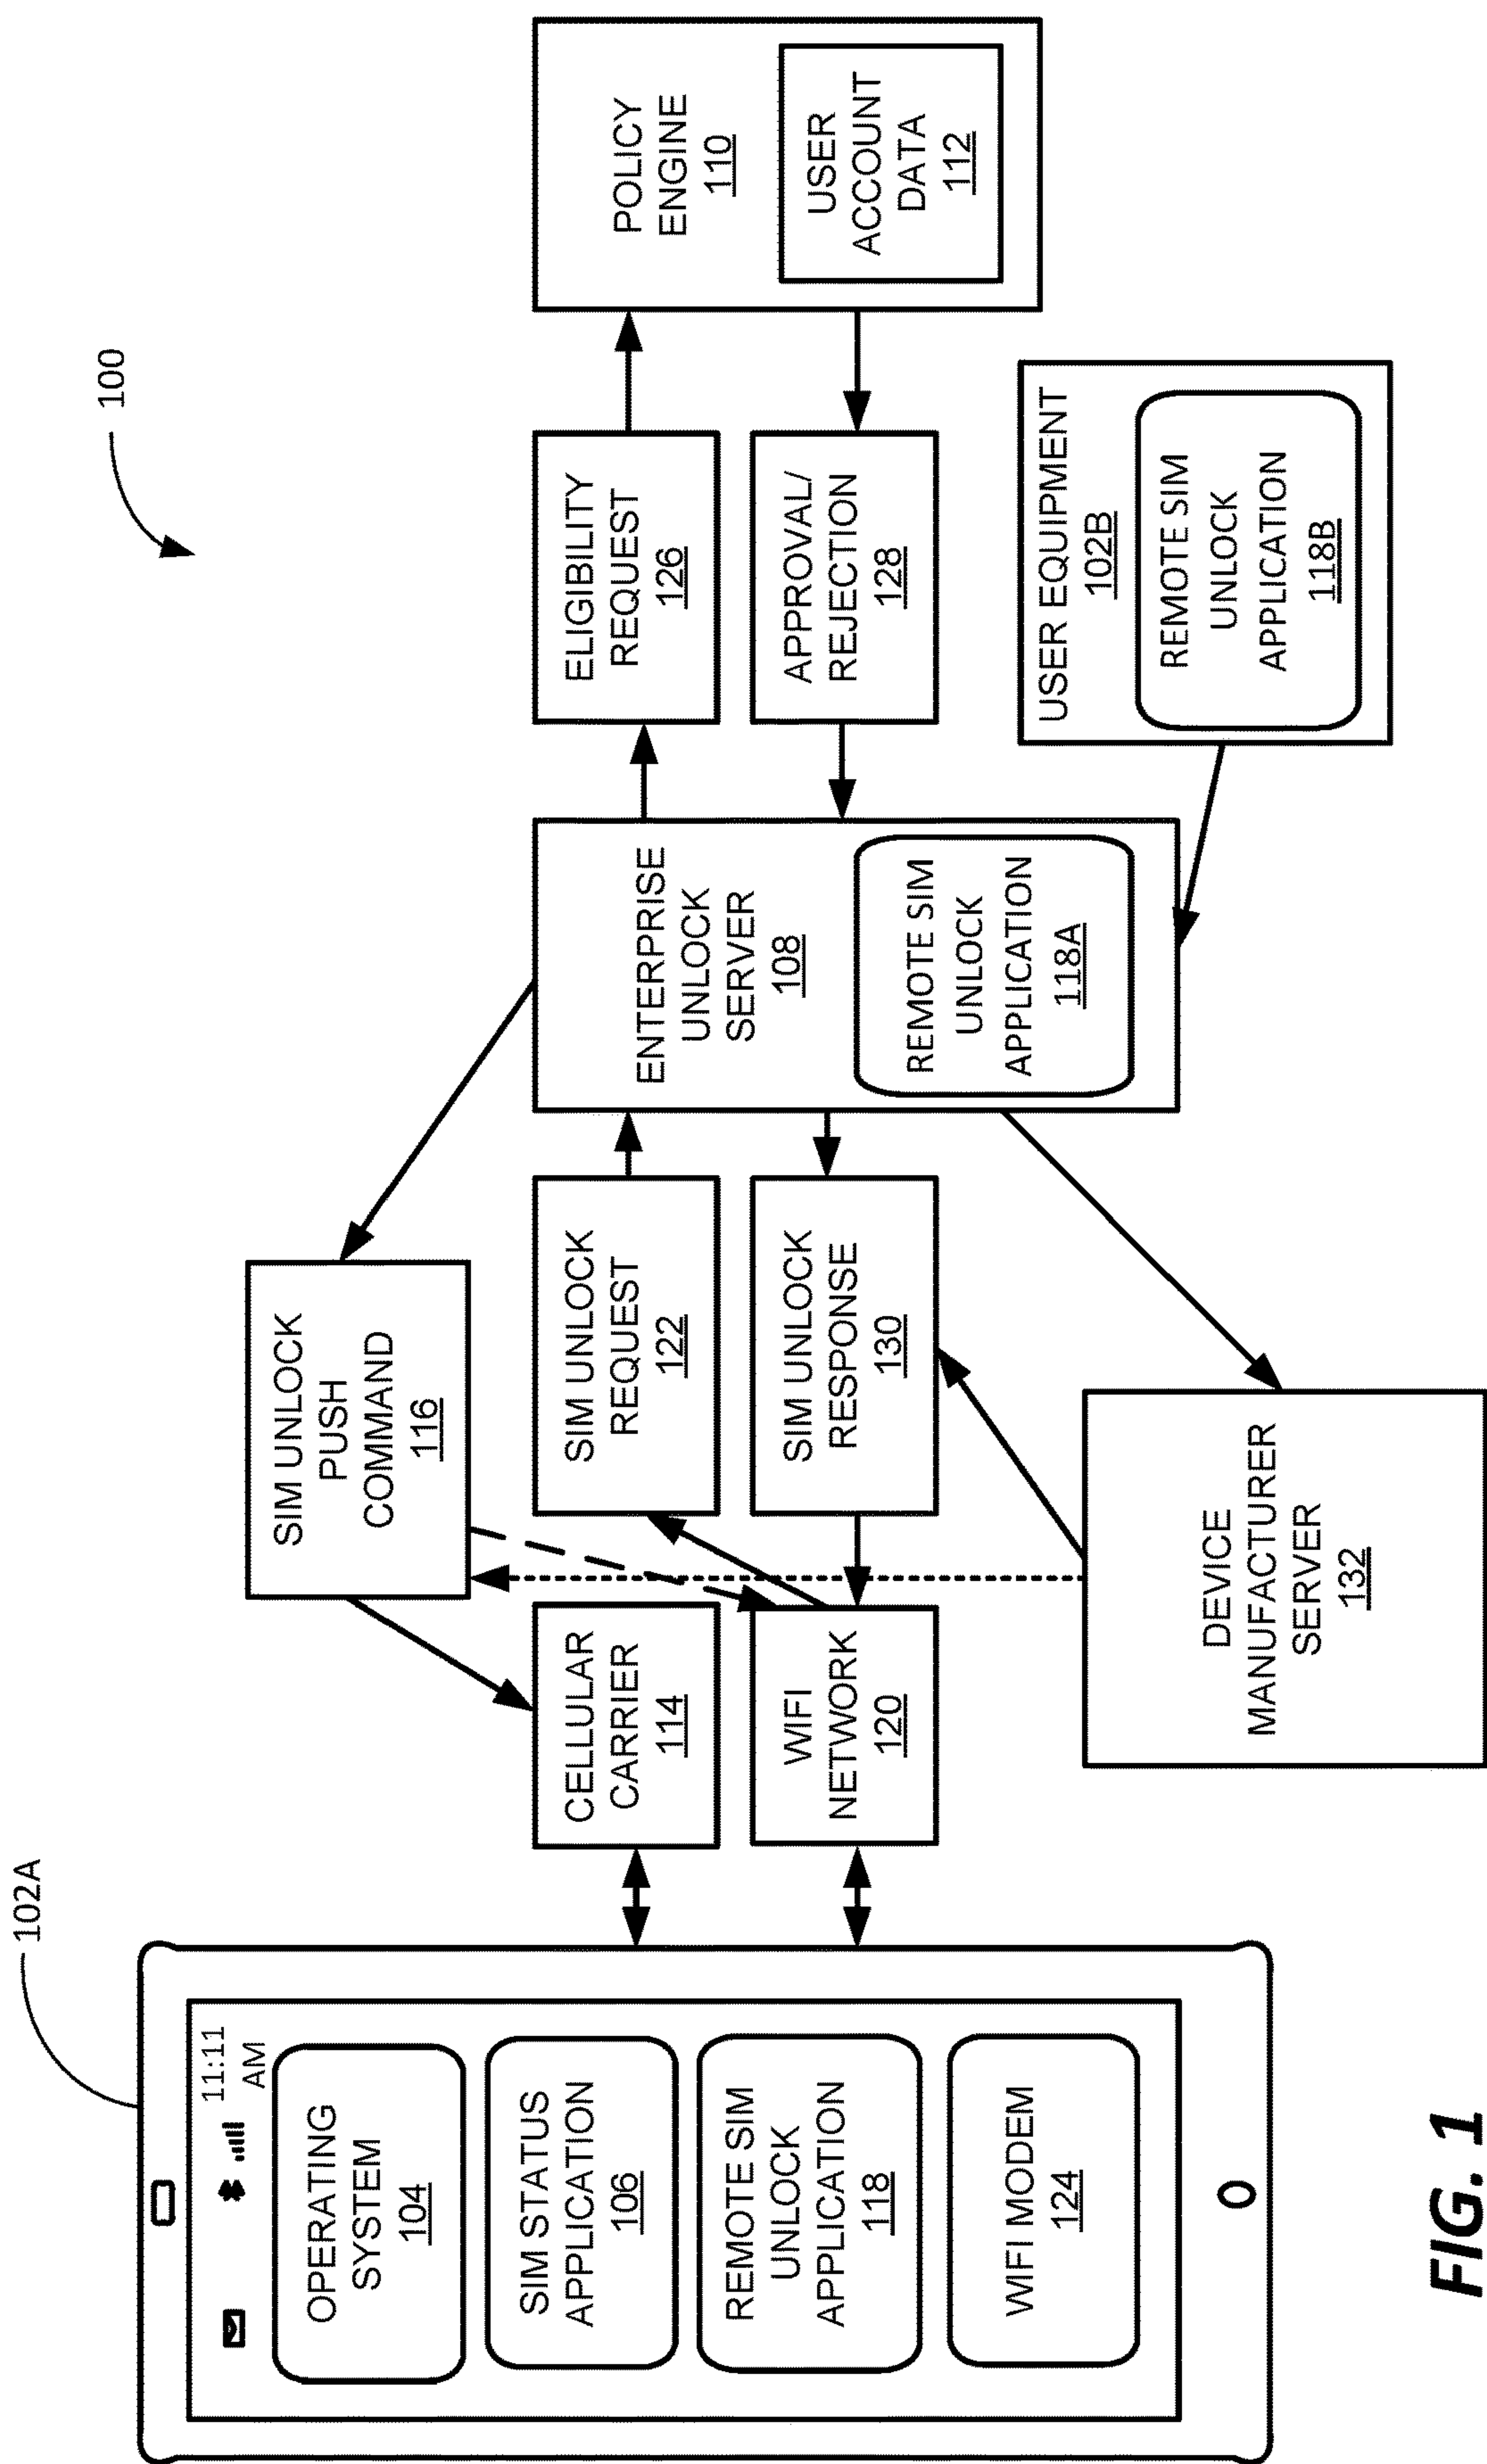 100
102A
11:11
AM
OPERATING
SYSTEM
104
SIM STATUS
APPLICATION
106
REMOTE SIM
UNLOCK
APPLICATION
118
WIFI MODEM
124
CELLULAR
CARRIER
114
WIFI
NETWORK
120
SIM UNLOCK
PUSH
COMMAND
116
SIM UNLOCK
REQUEST
122
SIM UNLOCK
RESPONSE
130
DEVICE
MANUFACTURER
SERVER
132
ENTERPRISE
UNLOCK
SERVER
108
REMOTE SIM
UNLOCK
APPLICATION
118A
ELIGIBILITY
REQUEST
126
APPROVAL/
REJECTION
128
USER EQUIPMENT
102B
REMOTE SIM
UNLOCK
APPLICATION
118B
POLICY
ENGINE
110
USER
ACCOUNT
DATA
112
FIG. 1